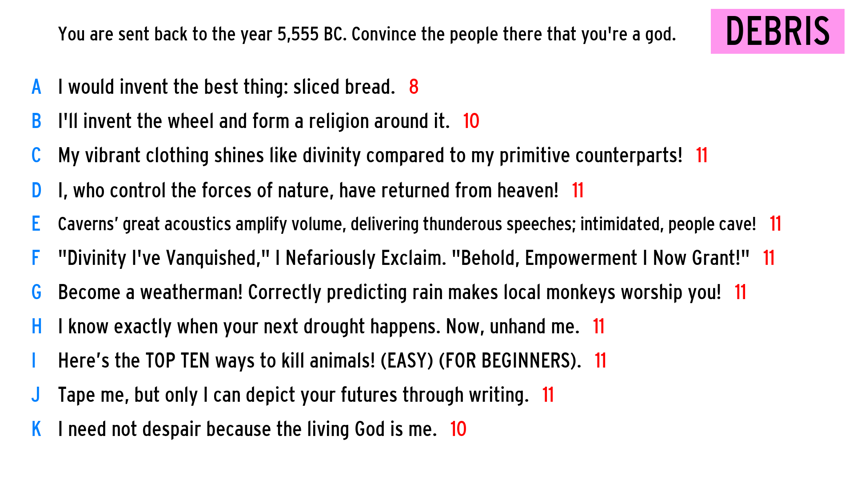 You are sent back to the year 5,555 BC. Convince the people there that you're a god.
DEBRIS
A I would invent the best thing: sliced bread. 8
B I'll invent the wheel and form a religion around it. 10
C My vibrant clothing shines like divinity compared to my primitive counterparts! 11
D I, who control the forces of nature, have returned from heaven! 11
E Caverns’ great acoustics amplify volume, delivering thunderous speeches; intimidated, people cave! 11
F "Divinity I've Vanquished," I Nefariously Exclaim. "Behold, Empowerment I Now Grant!" 11
G Become a weatherman! Correctly predicting rain makes local monkeys worship you! 11
H I know exactly when your next drought happens. Now, unhand me. 11
I Here’s the TOP TEN ways to kill animals! (EASY) (FOR BEGINNERS). 11
J Tape me, but only I can depict your futures through writing. 11
K I need not despair because the living God is me. 10